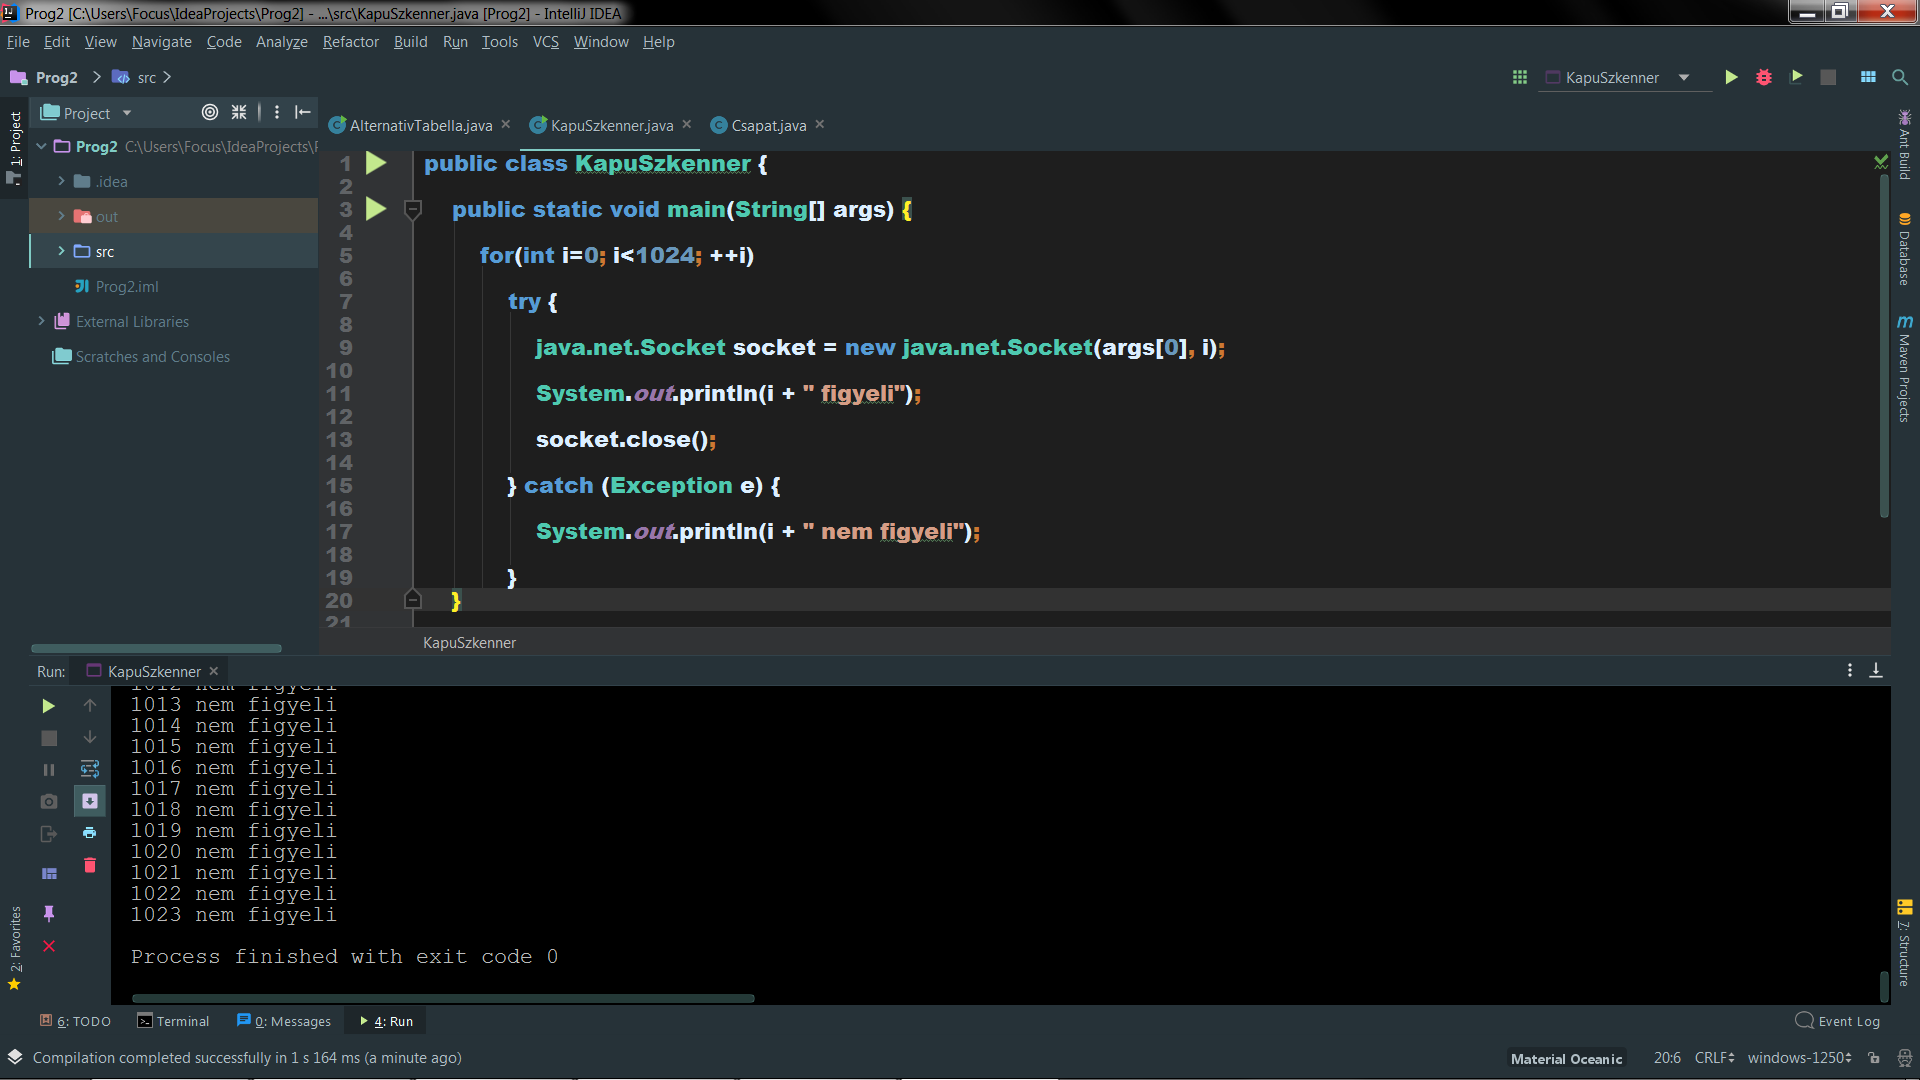 Prog2 [C:\Users\Focus\IdeaProjects\Prog2] - ...\src\KapuSzkenner.java [Prog2] - IntelliJ IDEA
File Edit View Navigate Code Analyze Refactor Build Run Tools VCS Window Help
Prog2 src
KapuSzkenner
Project
AlternativTabella.java
KapuSzkenner.java
Csapat.java
1: Project
Prog2 C:\Users\Focus\IdeaProjects\
.idea
out
src
Prog2.iml
External Libraries
Scratches and Consoles
1 public class KapuSzkenner {
2
3 public static void main(String[] args) {
4
5 for(int i=0; i<1024; ++i)
6
7 try {
8
9 java.net.Socket socket = new java.net.Socket(args[0], i);
10
11 System.out.println(i + " figyeli");
12
13 socket.close();
14
15 } catch (Exception e) {
16
17 System.out.println(i + " nem figyeli");
18
19 }
20 }
21
KapuSzkenner
Ant Build
Database
m Maven Projects
Run: KapuSzkenner
1012 nem figyeli
1013 nem figyeli
1014 nem figyeli
1015 nem figyeli
1016 nem figyeli
1017 nem figyeli
1018 nem figyeli
1019 nem figyeli
1020 nem figyeli
1021 nem figyeli
1022 nem figyeli
1023 nem figyeli
Process finished with exit code 0
2: Favorites
7: Structure
6: TODO Terminal 0: Messages 4: Run Event Log
Compilation completed successfully in 1 s 164 ms (a minute ago) Material Oceanic 20:6 CRLF windows-1250